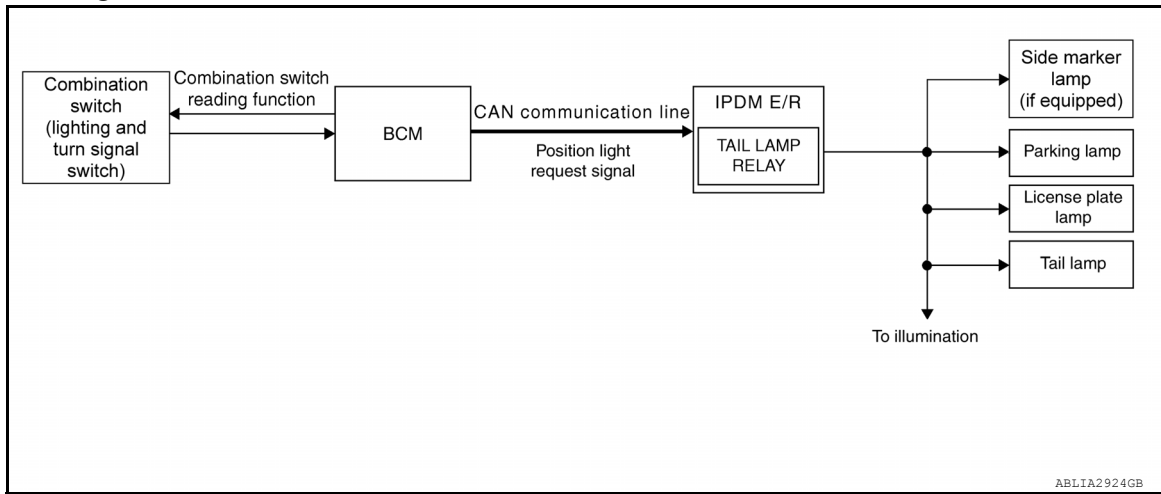 Combination
switch
(lighting and
turn signal
switch)
Combination switch
reading function
BCM
CAN communication line
Position light
request signal
IPDM E/R
TAIL LAMP
RELAY
Side marker
lamp
(if equipped)
Parking lamp
License plate
lamp
Tail lamp
To illumination
ABLIA2924GB